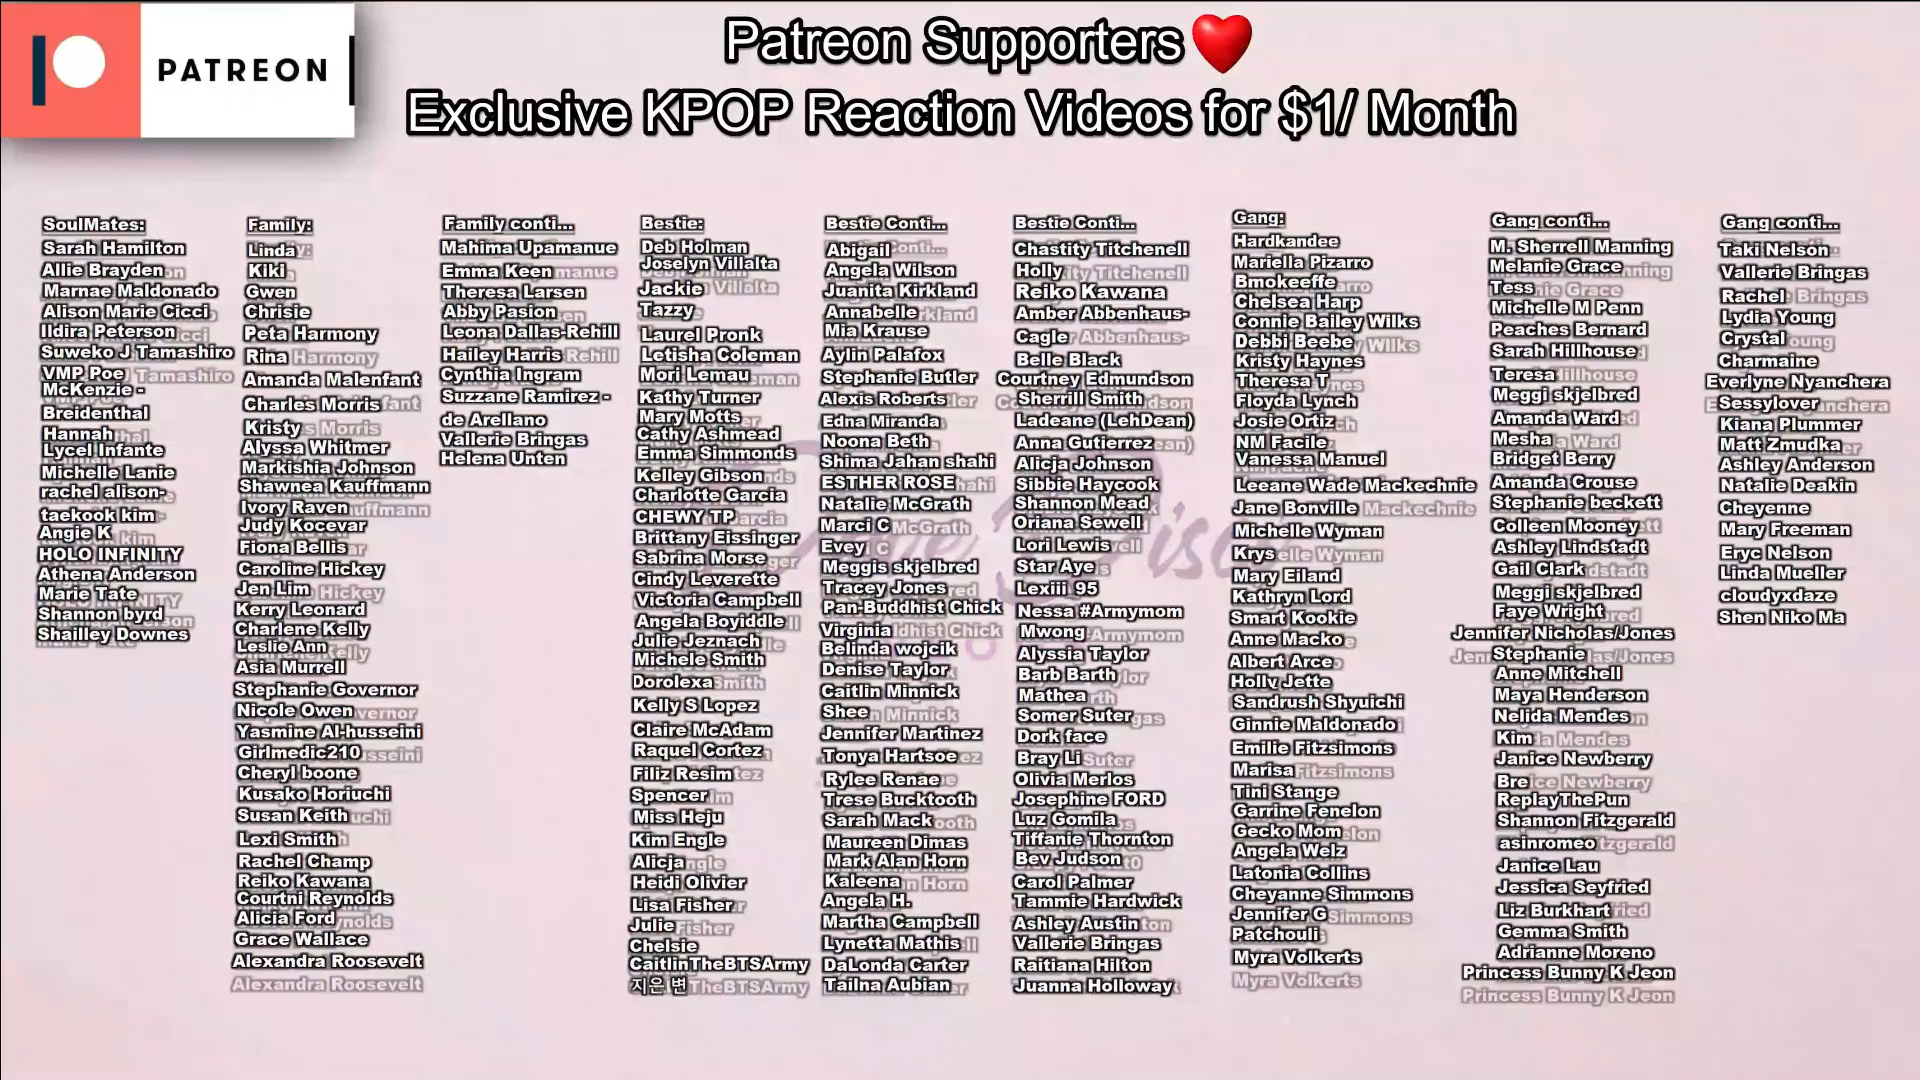 PATREON
Patreon Supporters
Exclusive KPOP Reaction Videos for $1/ Month
SoulMates:
Sarah Hamilton
Allie Brayden
Marnae Maldonado
Alison Marie Cicci
Ildira Peterson
Suweko J Tamashiro
VMP Poe
McKenzie -
Breidenthal
Hannah
Lycel Infante
Michelle Lanie
rachel alison-
taekook kim
Angie K
HOLO INFINITY
Athena Anderson
Marie Tate
Shannon byrd
Shailley Downes
Family:
Linda
Kiki
Gwen
Chrisie
Peta Harmony
Rina
Amanda Malenfant
Charles Morris
Kristy
Alyssa Whitmer
Markishia Johnson
Shawnea Kauffmann
Ivory Raven
Judy Kocevar
Fiona Bellis
Caroline Hickey
Jen Lim
Kerry Leonard
Charlene Kelly
Leslie Ann
Asia Murrell
Stephanie Governor
Nicole Owen
Yasmine Al-husseini
Girlmedic210
Cheryl boone
Kusako Horiuchi
Susan Keith
Lexi Smith
Rachel Champ
Reiko Kawana
Courtni Reynolds
Alicia Ford
Grace Wallace
Alexandra Roosevelt
Family conti...
Mahima Upamanue
Emma Keen
Theresa Larsen
Abby Pasion
Leona Dallas-Rehill
Hailey Harris
Cynthia Ingram
Suzzane Ramirez -
de Arellano
Vallerie Bringas
Helena Unten
Bestie:
Deb Holman
Joselyn Villalta
Jackie
Tazzy
Laurel Pronk
Letisha Coleman
Mori Lemau
Kathy Turner
Mary Motts
Cathy Ashmead
Emma Simmonds
Kelley Gibson
Charlotte Garcia
CHEWY TP
Brittany Eissinger
Sabrina Morse
Cindy Leverette
Victoria Campbell
Angela Boyiddle
Julie Jeznach
Michele Smith
Dorolexa
Kelly S Lopez
Claire McAdam
Raquel Cortez
Filiz Resim
Spencer
Miss Heju
Kim Engle
Alicja
Heidi Olivier
Lisa Fisher
Julie
Chelsie
CaitlinTheBTSArmy
지은 변
Bestie Conti...
Abigail
Angela Wilson
Juanita Kirkland
Annabelle
Mia Krause
Aylin Palafox
Stephanie Butler
Alexis Roberts
Edna Miranda
Noona Beth
Shima Jahan shahi
ESTHER ROSE
Natalie McGrath
Marci C
Evey
Meggis skjelbred
Tracey Jones
Pan-Buddhist Chick
Virginia
Belinda wojcik
Denise Taylor
Caitlin Minnick
Shee
Jennifer Martinez
Tonya Hartsoe
Rylee Renae
Trese Bucktooth
Sarah Mack
Maureen Dimas
Mark Alan Horn
Kaleena
Angela H.
Martha Campbell
Lynetta Mathis
DaLonda Carter
Tailna Aubian
Bestie Conti...
Chastity Titchenell
Holly
Reiko Kawana
Amber Abbenhaus-
Cagle
Belle Black
Courtney Edmundson
Sherrill Smith
Ladeane (LehDean)
Anna Gutierrez
Alicja Johnson
Sibbie Haycook
Shannon Mead
Oriana Sewell
Lori Lewis
Star Aye
Lexiii_95
Nessa #Armymom
Mwong
Alyssia Taylor
Barb Barth
Mathea
Somer Suter
Dork face
Bray Li
Olivia Merlos
Josephine FORD
Luz Gomila
Tiffanie Thornton
Bev Judson
Carol Palmer
Tammie Hardwick
Ashley Austin
Vallerie Bringas
Raitiana Hilton
Juanna Holloway
Gang:
Hardkandee
Mariella Pizarro
Bmokeeffe
Chelsea Harp
Connie Bailey Wilks
Debbi Beebe
Kristy Haynes
Theresa T
Floyda Lynch
Josie Ortiz
NM Facile
Vanessa Manuel
Leeane Wade Mackechnie
Jane Bonville
Michelle Wyman
Krys
Mary Eiland
Kathryn Lord
Smart Kookie
Anne Macko
Albert Arce
Holly Jette
Sandrush Shyuichi
Ginnie Maldonado
Emilie Fitzsimons
Marisa
Tini Stange
Garrine Fenelon
Gecko Mom
Angela Welz
Latonia Collins
Cheyanne Simmons
Jennifer G
Patchouli
Myra Volkerts
Gang conti...
M. Sherrell Manning
Melanie Grace
Tess
Michelle M Penn
Peaches Bernard
Sarah Hillhouse
Teresa
Meggi skjelbred
Amanda Ward
Mesha
Bridget Berry
Amanda Crouse
Stephanie beckett
Colleen Mooney
Ashley Lindstadt
Gail Clark
Meggi skjelbred
Faye Wright
Jennifer Nicholas/Jones
Stephanie
Anne Mitchell
Maya Henderson
Nelida Mendes
Kim
Janice Newberry
Bre
ReplayThePun
Shannon Fitzgerald
asinromeo
Janice Lau
Jessica Seyfried
Liz Burkhart
Gemma Smith
Adrianne Moreno
Princess Bunny K Jeon
Gang conti...
Taki Nelson
Vallerie Bringas
Rachel
Lydia Young
Crystal
Charmaine
Everlyne Nyanchera
Sessylover
Kiana Plummer
Matt Zmudka
Ashley Anderson
Natalie Deakin
Cheyenne
Mary Freeman
Eryc Nelson
Linda Mueller
cloudyxdaze
Shen Niko Ma